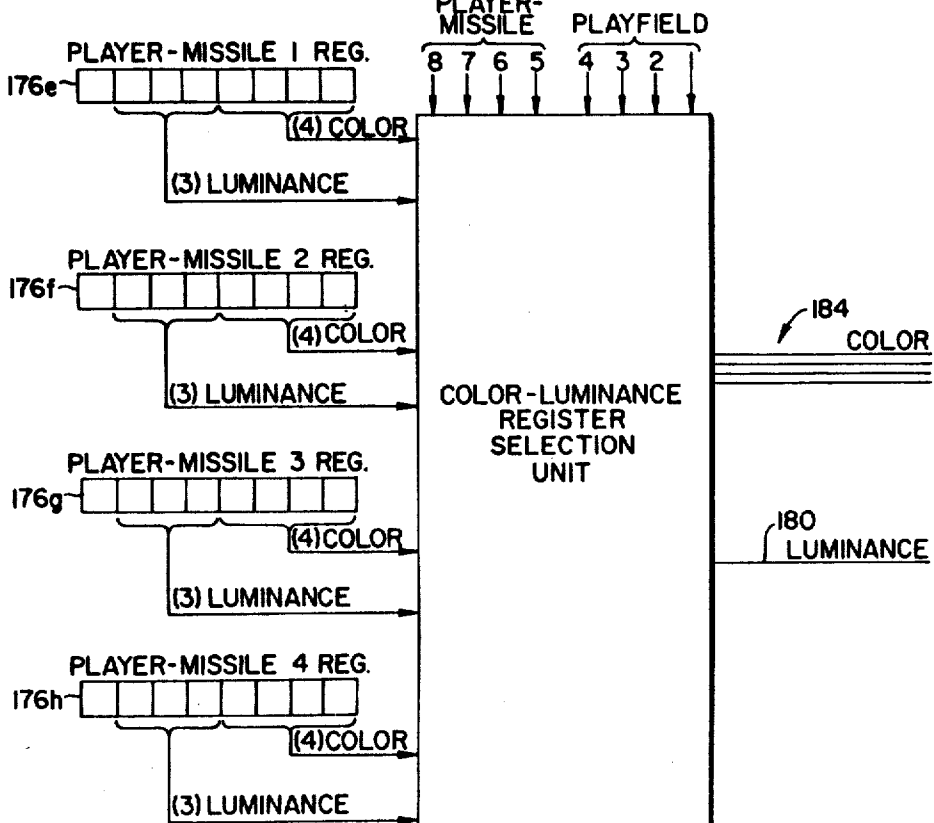 PLAYER-
MISSILE
PLAYFIELD
8 7 6 5 4 3 2 1
PLAYER-MISSILE 1 REG.
176e
(4) COLOR
(3) LUMINANCE
PLAYER-MISSILE 2 REG.
176f
(4) COLOR
(3) LUMINANCE
PLAYER-MISSILE 3 REG.
176g
(4) COLOR
(3) LUMINANCE
PLAYER-MISSILE 4 REG.
176h
(4) COLOR
(3) LUMINANCE
COLOR-LUMINANCE
REGISTER
SELECTION
UNIT
184
COLOR
180
LUMINANCE